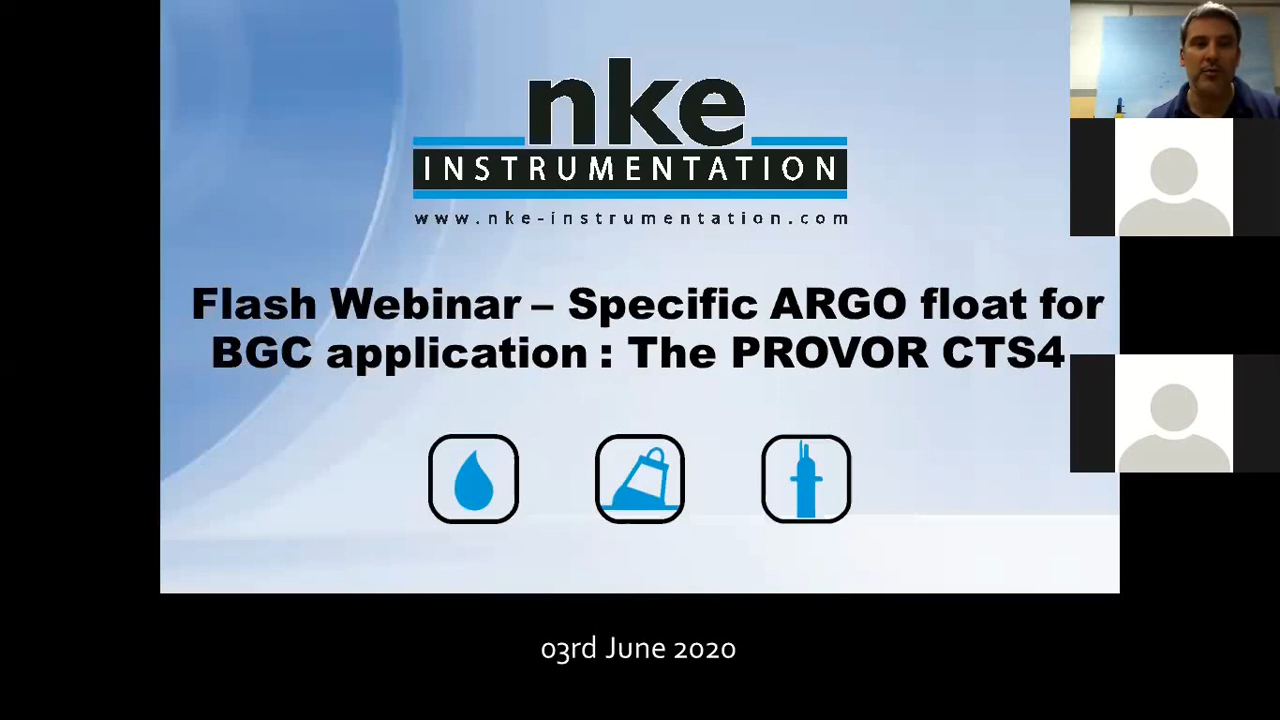 nke
INSTRUMENTATION
www.nke-instrumentation.com
Flash Webinar – Specific ARGO float for
BGC application : The PROVOR CTS4
03rd June 2020